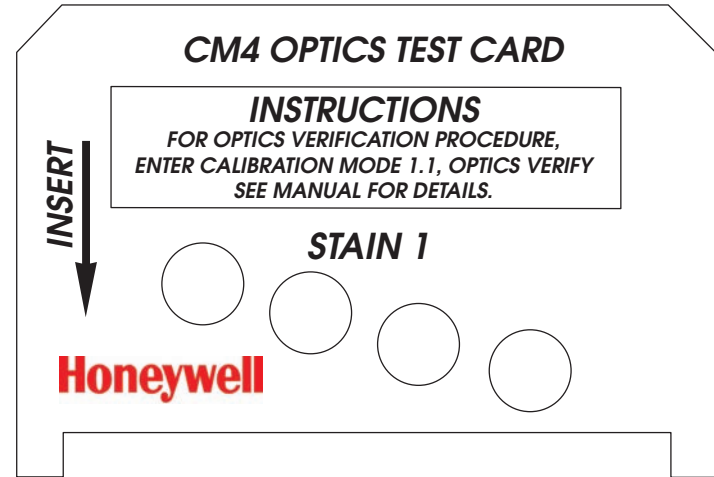 CM4 OPTICS TEST CARD
INSTRUCTIONS
FOR OPTICS VERIFICATION PROCEDURE,
ENTER CALIBRATION MODE 1.1, OPTICS VERIFY
SEE MANUAL FOR DETAILS.
INSERT
STAIN 1
Honeywell